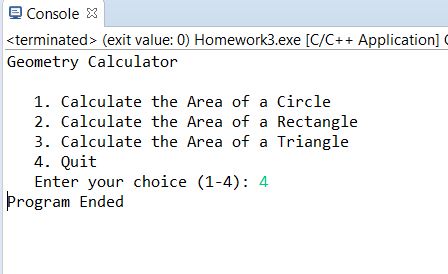 Console
<terminated> (exit value: 0) Homework3.exe [C/C++ Application]
Geometry Calculator
1. Calculate the Area of a Circle
2. Calculate the Area of a Rectangle
3. Calculate the Area of a Triangle
4. Quit
Enter your choice (1-4): 4
Program Ended